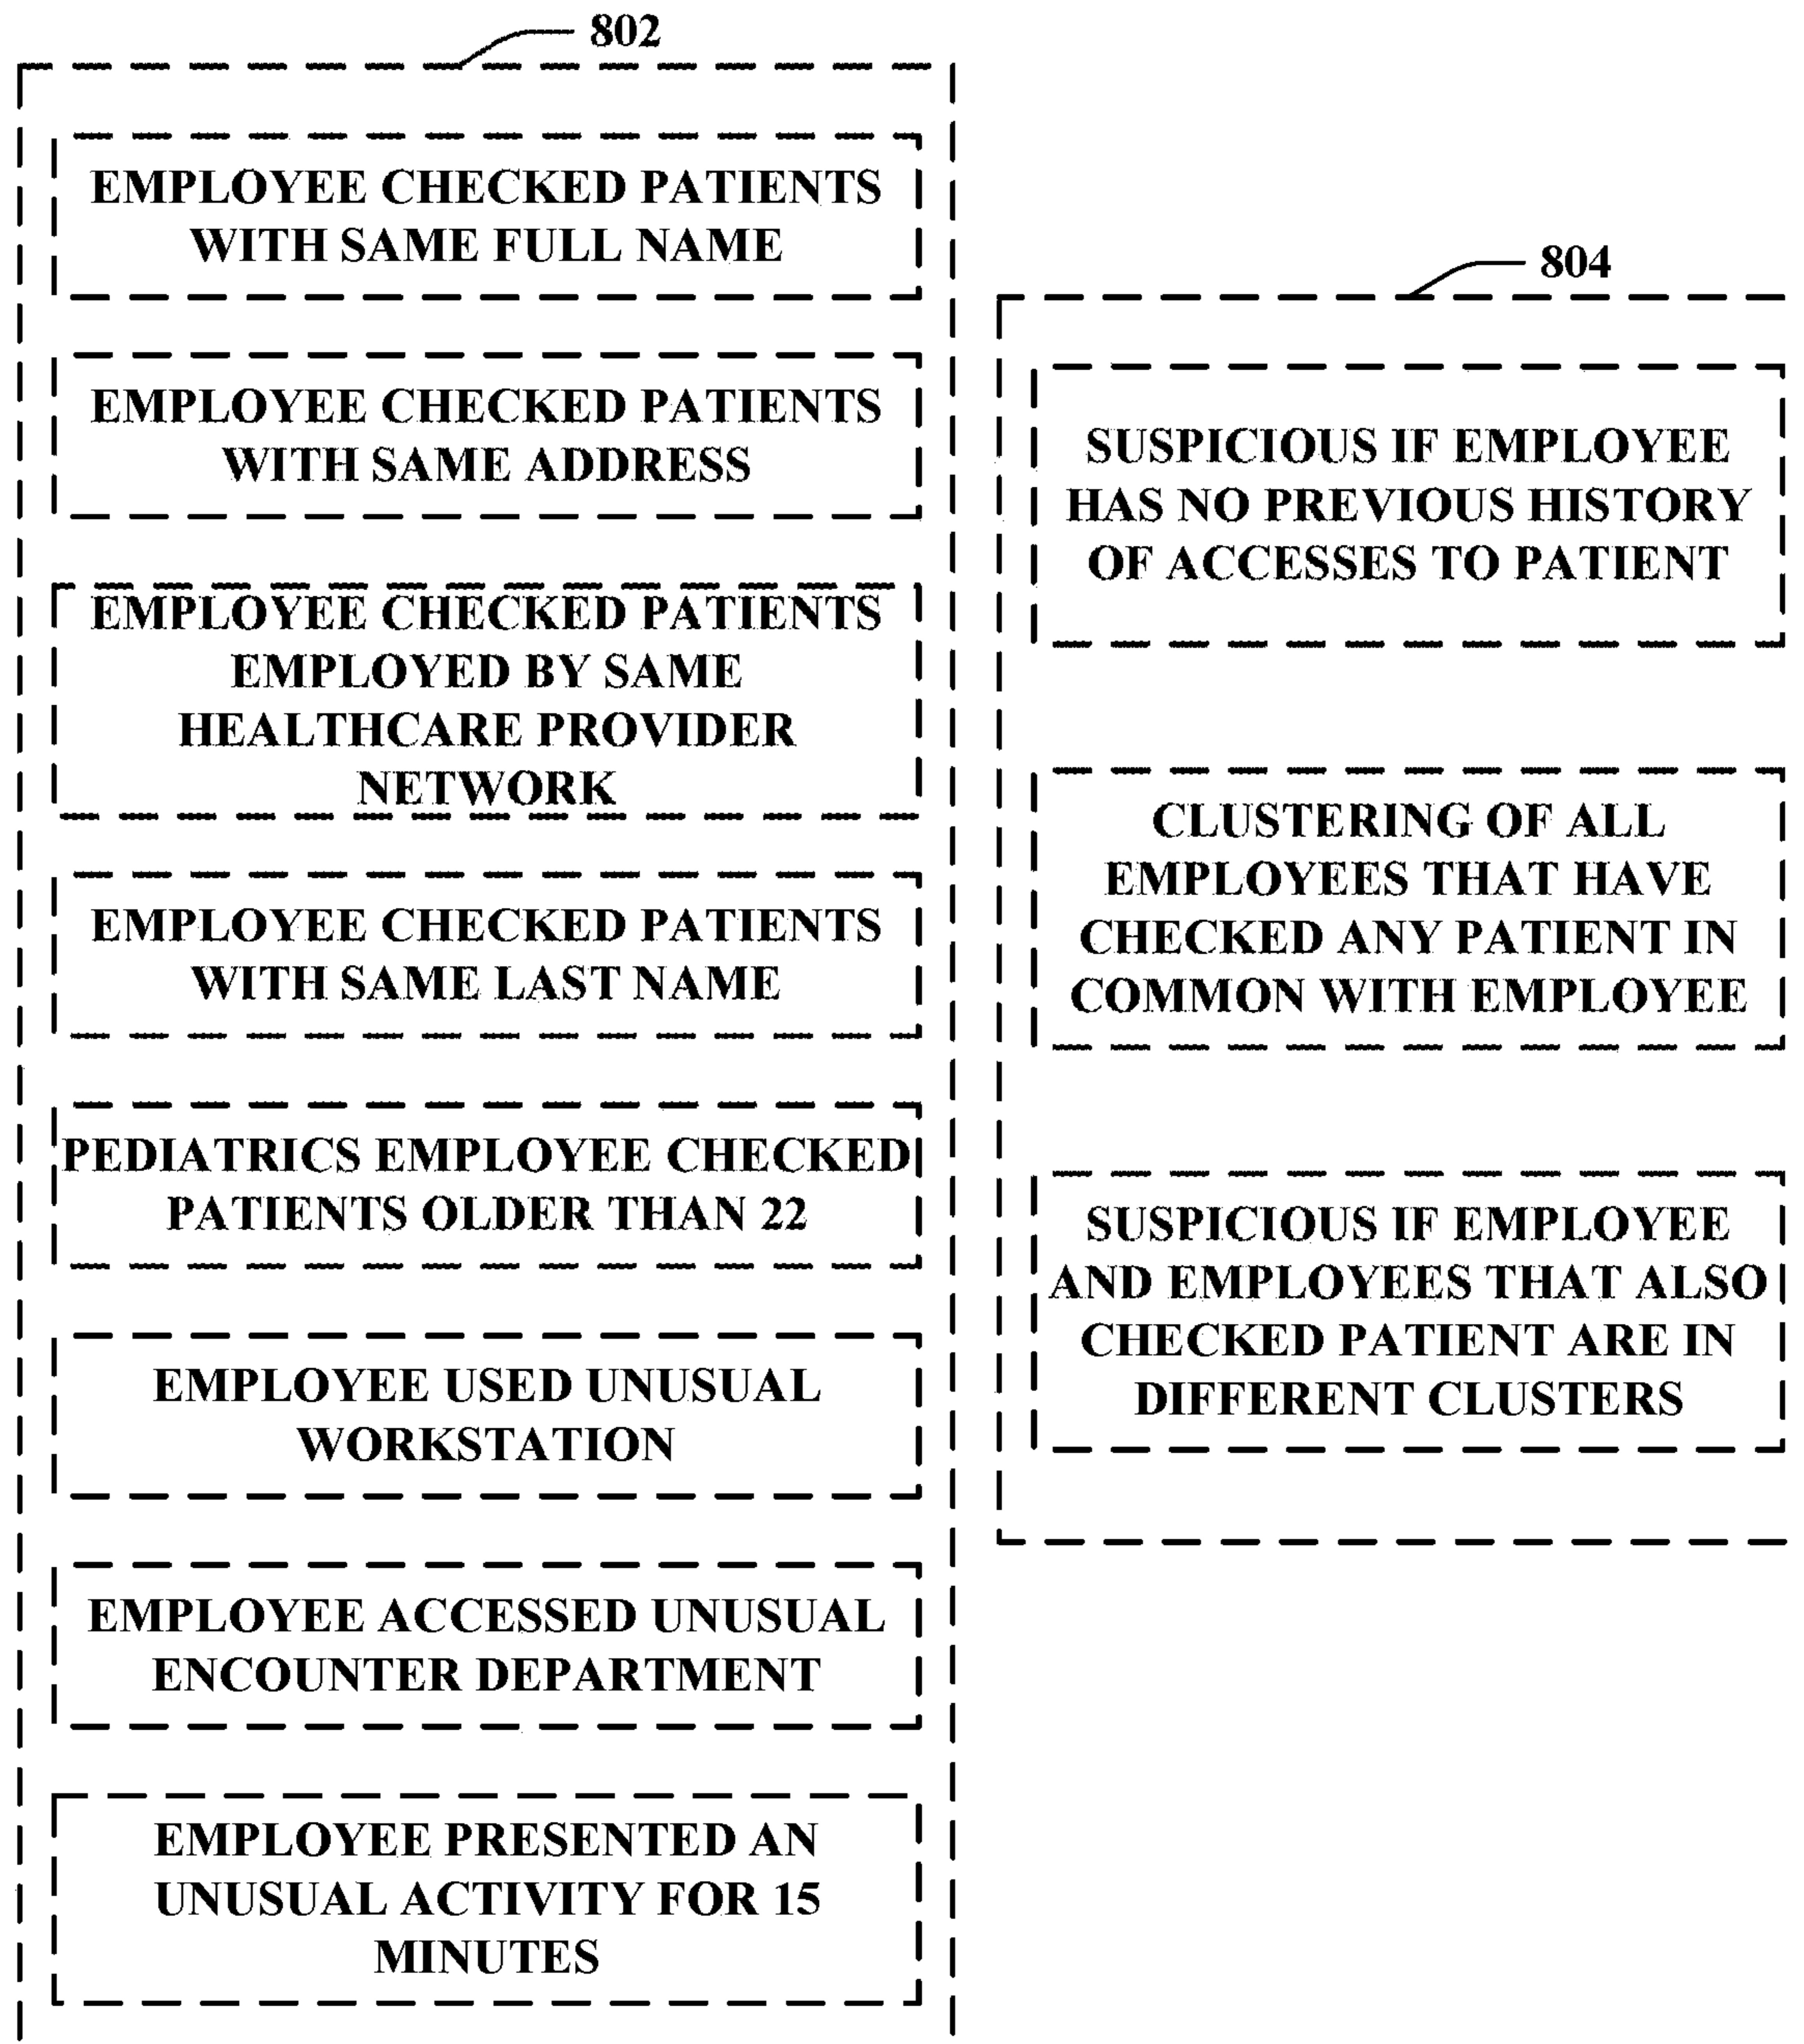 802
EMPLOYEE CHECKED PATIENTS
WITH SAME FULL NAME
EMPLOYEE CHECKED PATIENTS
WITH SAME ADDRESS
EMPLOYEE CHECKED PATIENTS
EMPLOYED BY SAME
HEALTHCARE PROVIDER
NETWORK
EMPLOYEE CHECKED PATIENTS
WITH SAME LAST NAME
PEDIATRICS EMPLOYEE CHECKED
PATIENTS OLDER THAN 22
EMPLOYEE USED UNUSUAL
WORKSTATION
EMPLOYEE ACCESSED UNUSUAL
ENCOUNTER DEPARTMENT
EMPLOYEE PRESENTED AN
UNUSUAL ACTIVITY FOR 15
MINUTES
804
SUSPICIOUS IF EMPLOYEE
HAS NO PREVIOUS HISTORY
OF ACCESSES TO PATIENT
CLUSTERING OF ALL
EMPLOYEES THAT HAVE
CHECKED ANY PATIENT IN
COMMON WITH EMPLOYEE
SUSPICIOUS IF EMPLOYEE
AND EMPLOYEES THAT ALSO
CHECKED PATIENT ARE IN
DIFFERENT CLUSTERS